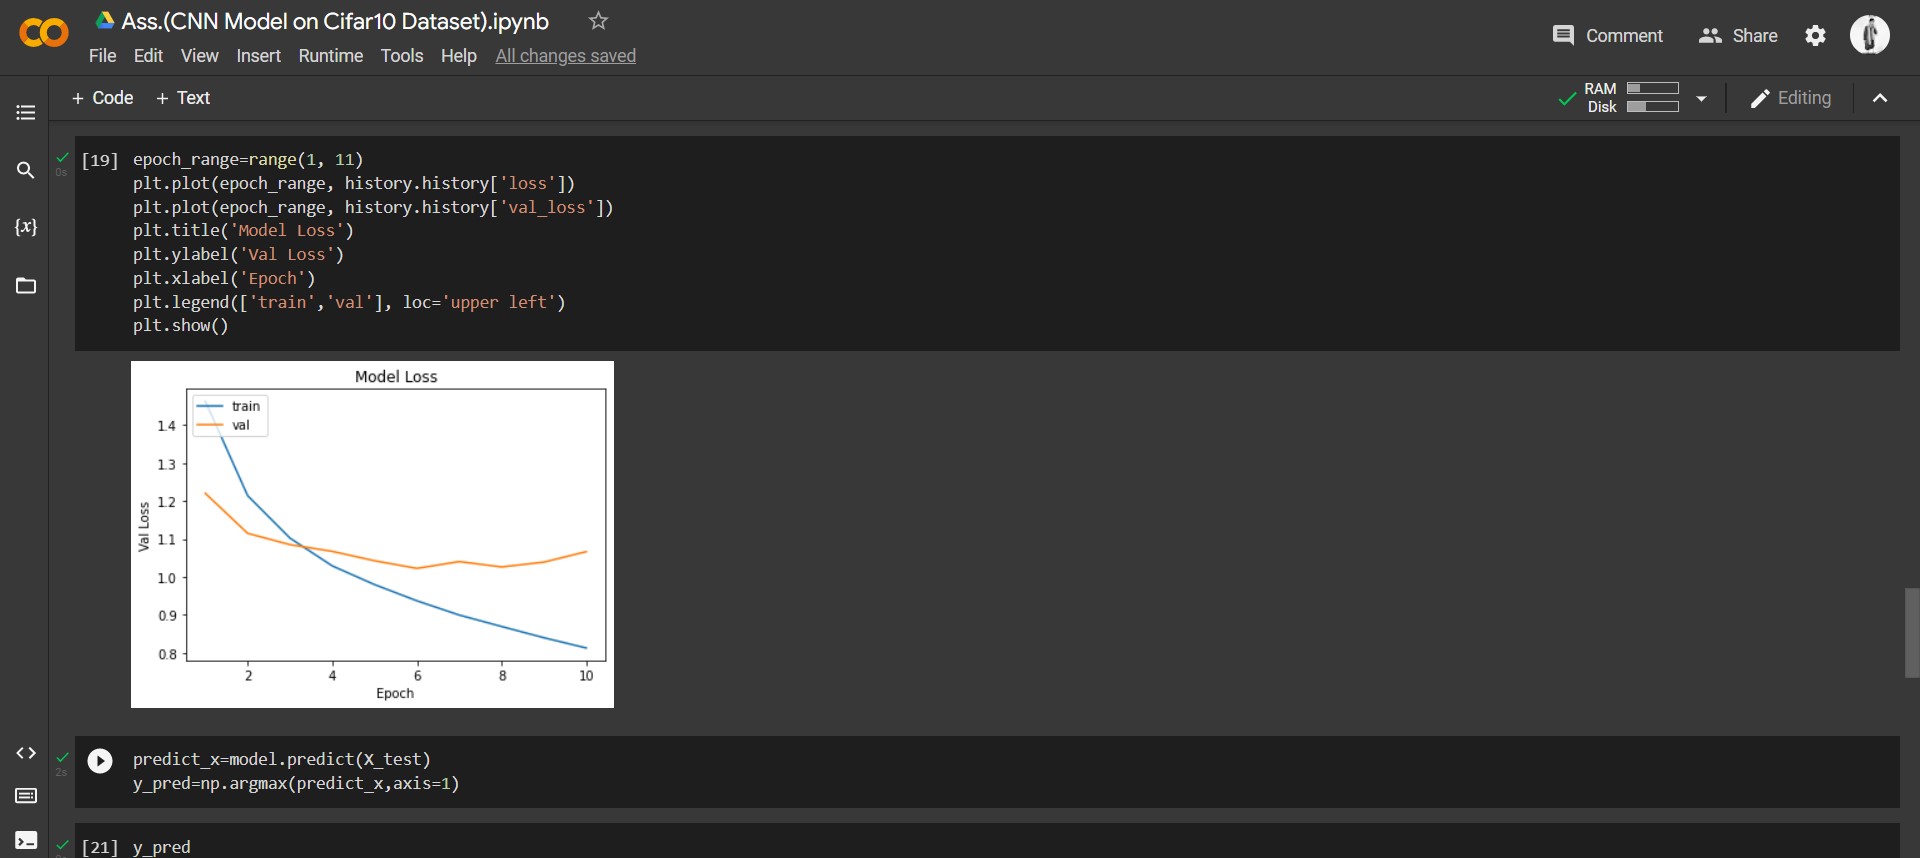 Ass.(CNN Model on Cifar10 Dataset).ipynb
File Edit View Insert Runtime Tools Help All changes saved
Comment Share
+ Code + Text
RAM
Disk
Editing
{x}
0s
[19] epoch_range=range(1, 11)
plt.plot(epoch_range, history.history['loss'])
plt.plot(epoch_range, history.history['val_loss'])
plt.title('Model Loss')
plt.ylabel('Val Loss')
plt.xlabel('Epoch')
plt.legend(['train','val'], loc='upper left')
plt.show()
Model Loss
train
val
1.4
1.3
1.2
1.1
1.0
0.9
0.8
Val Loss
2 4 6 8 10
Epoch
2s
predict_x=model.predict(X_test)
y_pred=np.argmax(predict_x,axis=1)
[21] y_pred